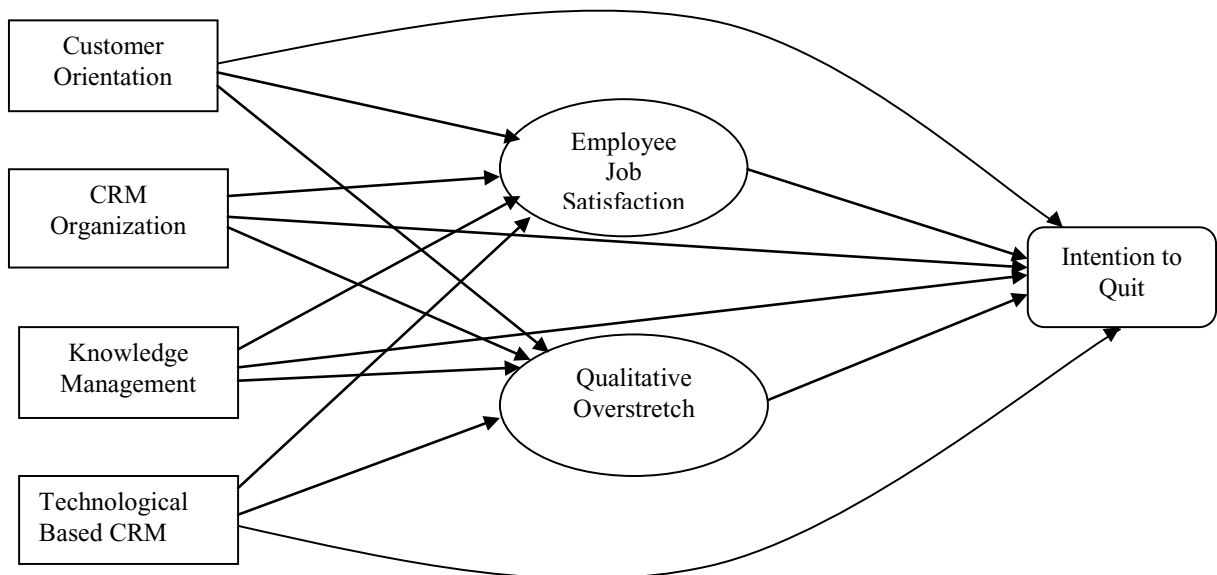 Customer
Orientation
Employee
Job
Satisfaction
CRM
Organization
Intention to
Quit
Knowledge
Management
Qualitative
Overstretch
Technological
Based CRM